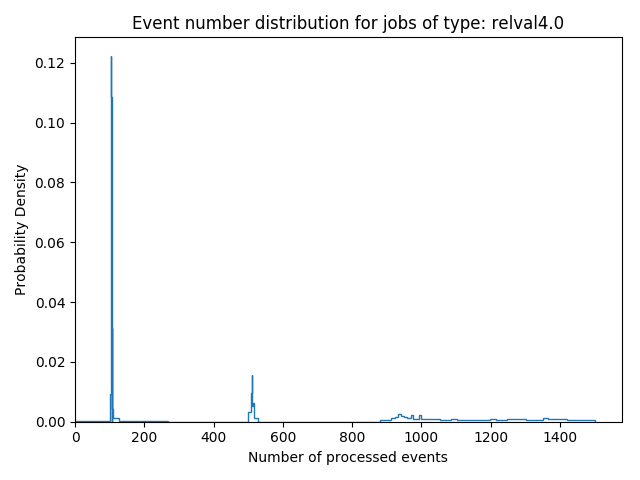 Event number distribution for jobs of type: relval4.0
0.12
0.10
0.08
0.06
0.04
0.02
0.00
Probability Density
0 200 400 600 800 1000 1200 1400
Number of processed events